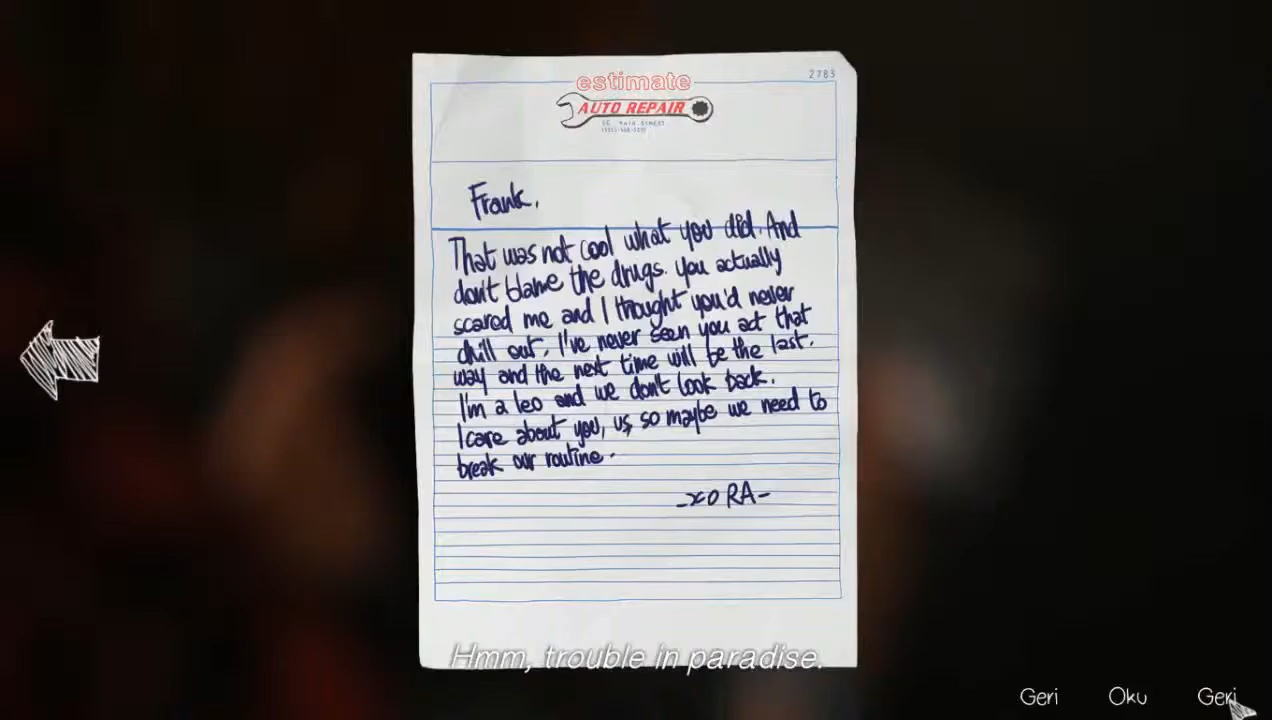 2783
estimate
AUTO REPAIR
MAIN STREET
Frank,
That was not cool what you did. And
don't blame the drugs. You actually
scared me and I thought you'd never
chill out. I've never seen you act that
way and the next time will be the last.
I'm a leo and we don't look back.
I care about you, us, so maybe we need to
break our routine.
-xo RA-
Hmm, trouble in paradise.
Geri Oku Geri